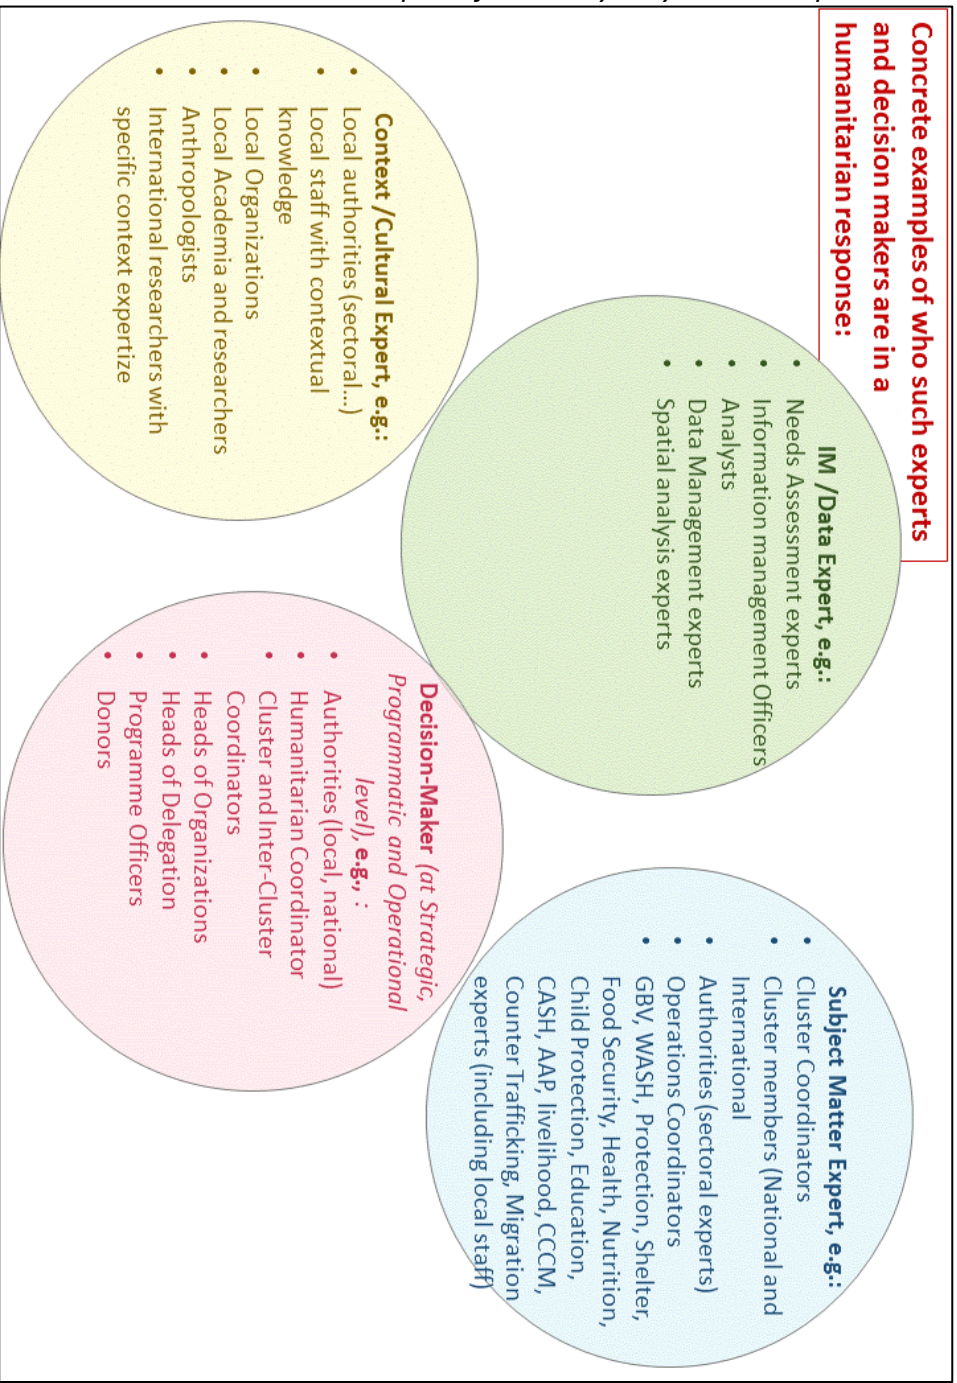 Concrete examples of who such experts
and decision makers are in a
humanitarian response:
Context /Cultural Expert, e.g.:
• Local authorities (sectoral...)
• Local staff with contextual
knowledge
• Local Organizations
• Local Academia and researchers
• Anthropologists
• International researchers with
specific context expertize
IM /Data Expert, e.g.:
• Needs Assessment experts
• Information management Officers
• Analysts
• Data Management experts
• Spatial analysis experts
Decision-Maker (at Strategic,
Programmatic and Operational
level), e.g., :
• Authorities (local, national)
• Humanitarian Coordinator
• Cluster and Inter-Cluster
Coordinators
• Heads of Organizations
• Heads of Delegation
• Programme Officers
• Donors
Subject Matter Expert, e.g.:
• Cluster Coordinators
• Cluster members (National and
International
• Authorities (sectoral experts)
• Operations Coordinators
• GBV, WASH, Protection, Shelter,
Food Security, Health, Nutrition,
Child Protection, Education,
CASH, AAP, livelihood, CCCM,
Counter Trafficking, Migration
experts (including local staff)